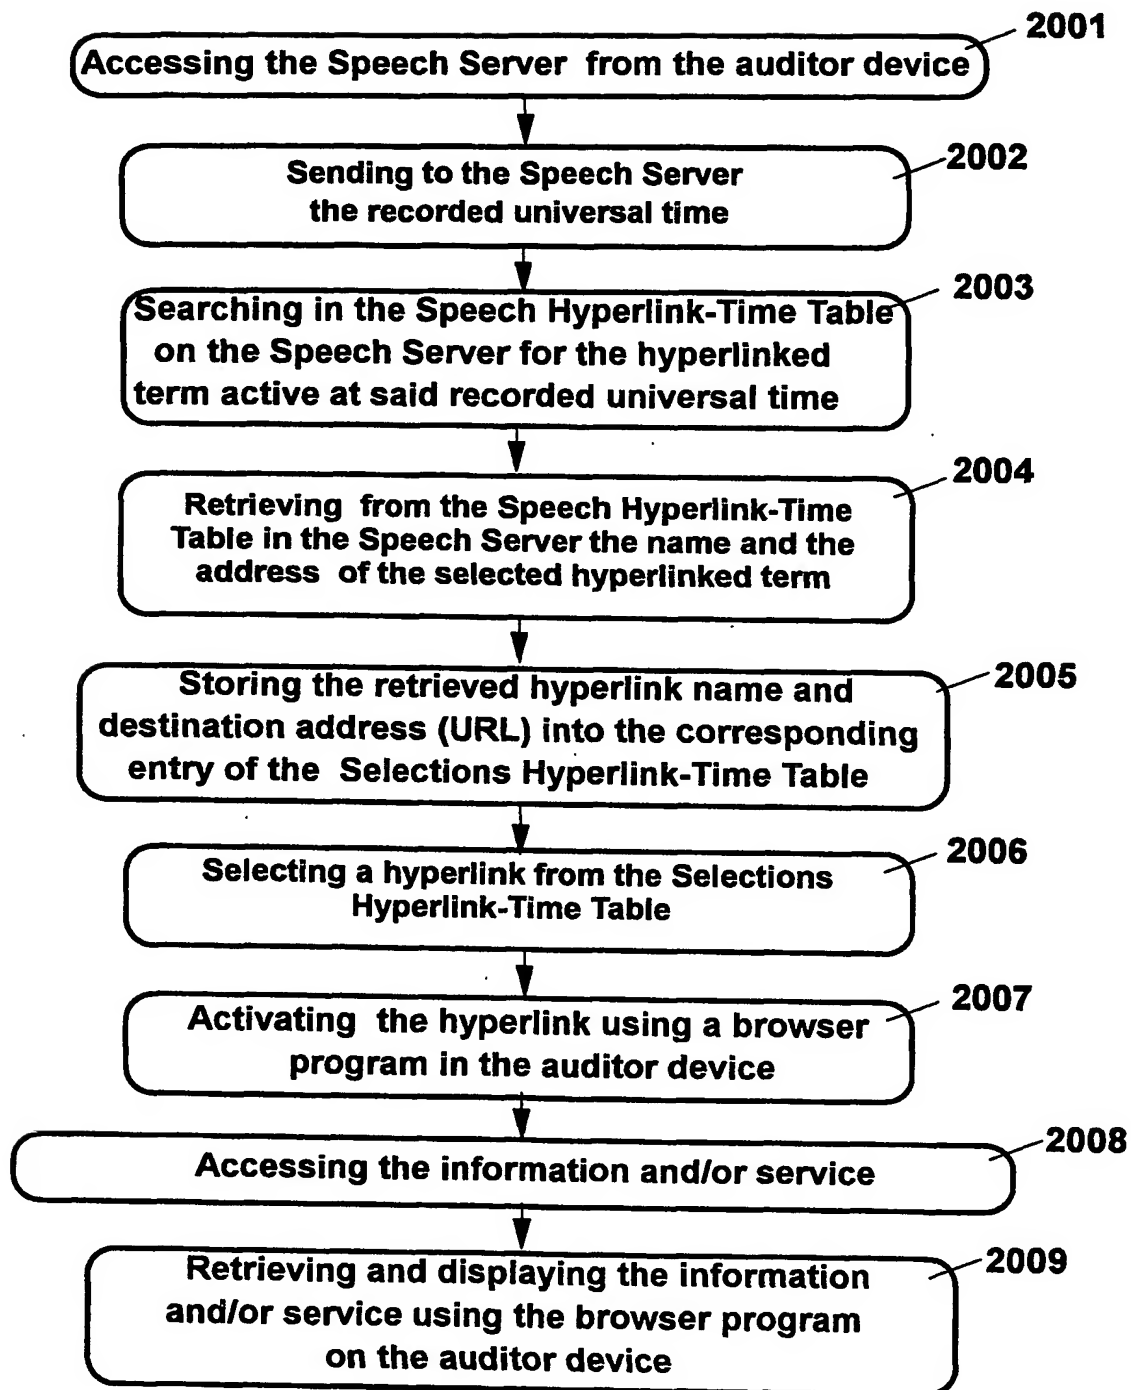 2001
Accessing the Speech Server from the auditor device
2002
Sending to the Speech Server
the recorded universal time
2003
Searching in the Speech Hyperlink-Time Table
on the Speech Server for the hyperlinked
term active at said recorded universal time
2004
Retrieving from the Speech Hyperlink-Time
Table in the Speech Server the name and the
address of the selected hyperlinked term
2005
Storing the retrieved hyperlink name and
destination address (URL) into the corresponding
entry of the Selections Hyperlink-Time Table
2006
Selecting a hyperlink from the Selections
Hyperlink-Time Table
2007
Activating the hyperlink using a browser
program in the auditor device
2008
Accessing the information and/or service
2009
Retrieving and displaying the information
and/or service using the browser program
on the auditor device